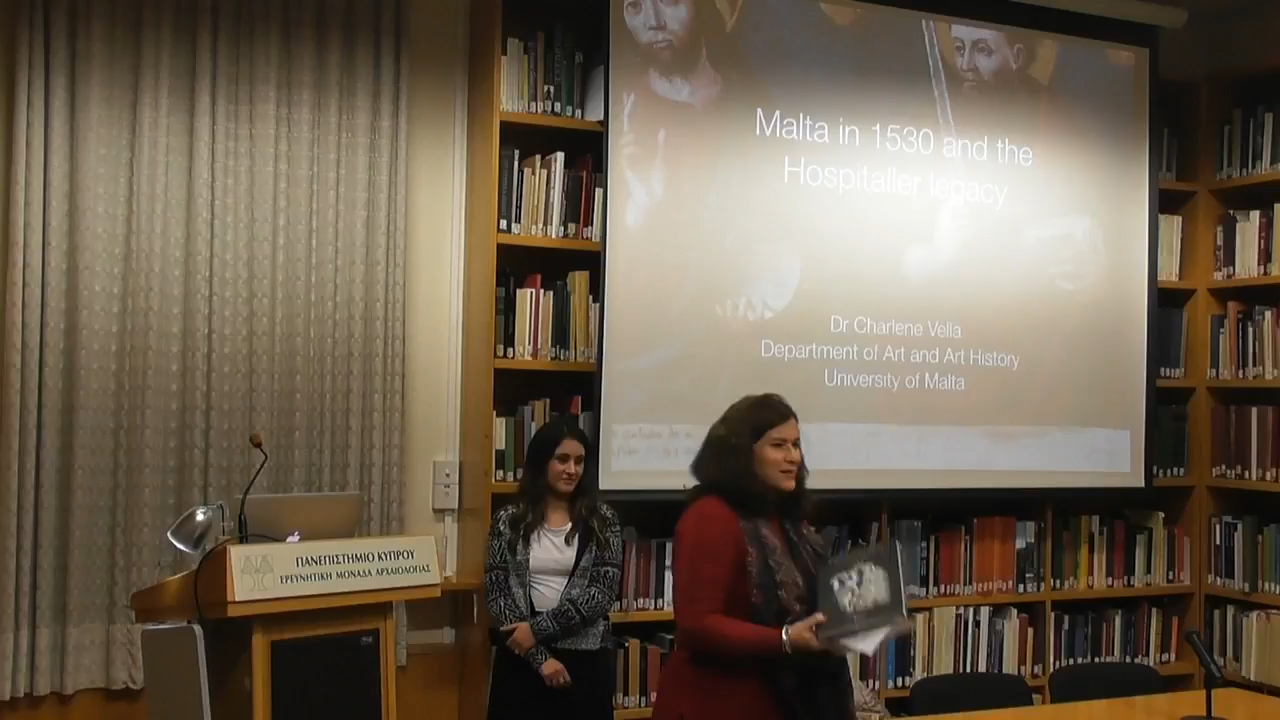 Malta in 1530 and the
Hospitaller legacy
Dr Charlene Vella
Department of Art and Art History
University of Malta
ΠΑΝΕΠΙΣΤΗΜΙΟ ΚΥΠΡΟΥ
ΕΡΕΥΝΗΤΙΚΗ ΜΟΝΑΔΑ ΑΡΧΑΙΟΛΟΓΙΑΣ